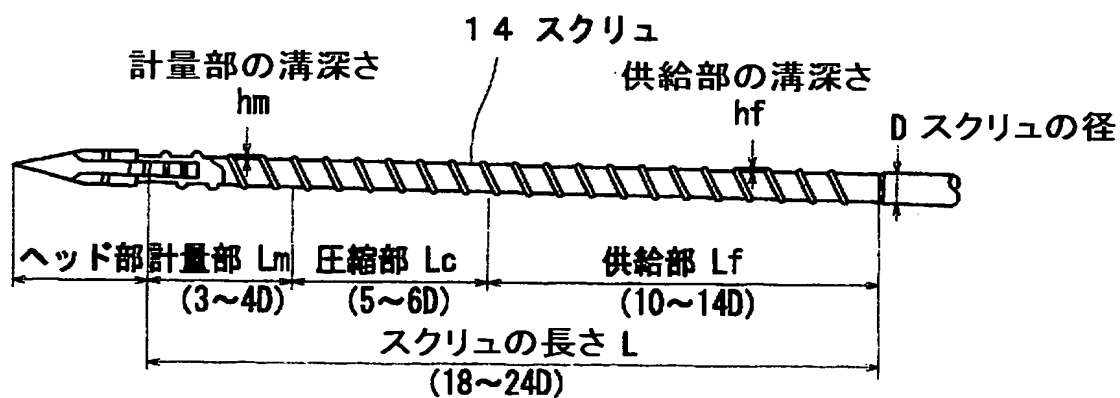 14 スクリュ
計量部の溝深さ
hm
供給部の溝深さ
hf
D スクリュの径
ヘッド部
計量部 Lm
(3～4D)
圧縮部 Lc
(5～6D)
供給部 Lf
(10～14D)
スクリュの長さ L
(18～24D)